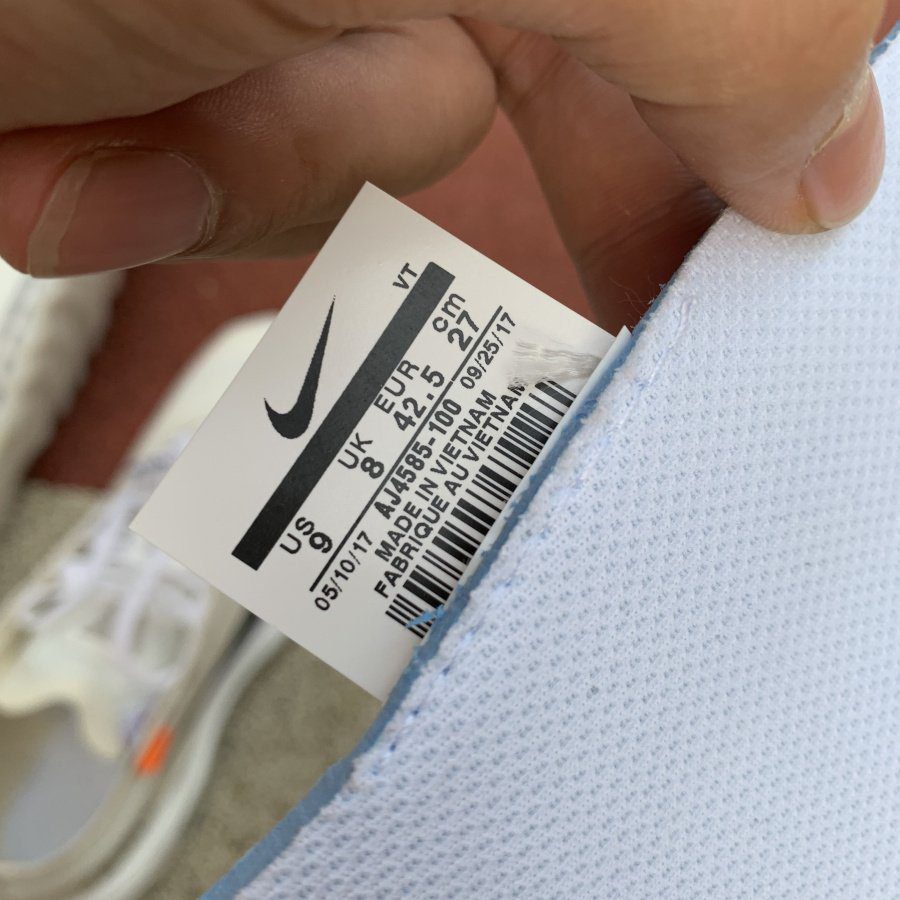 VT
US UK EUR cm
9 8 42.5 27
05/10/17 AJ4585-100 09/25/17
MADE IN VIETNAM
FABRIQUE AU VIETNAM